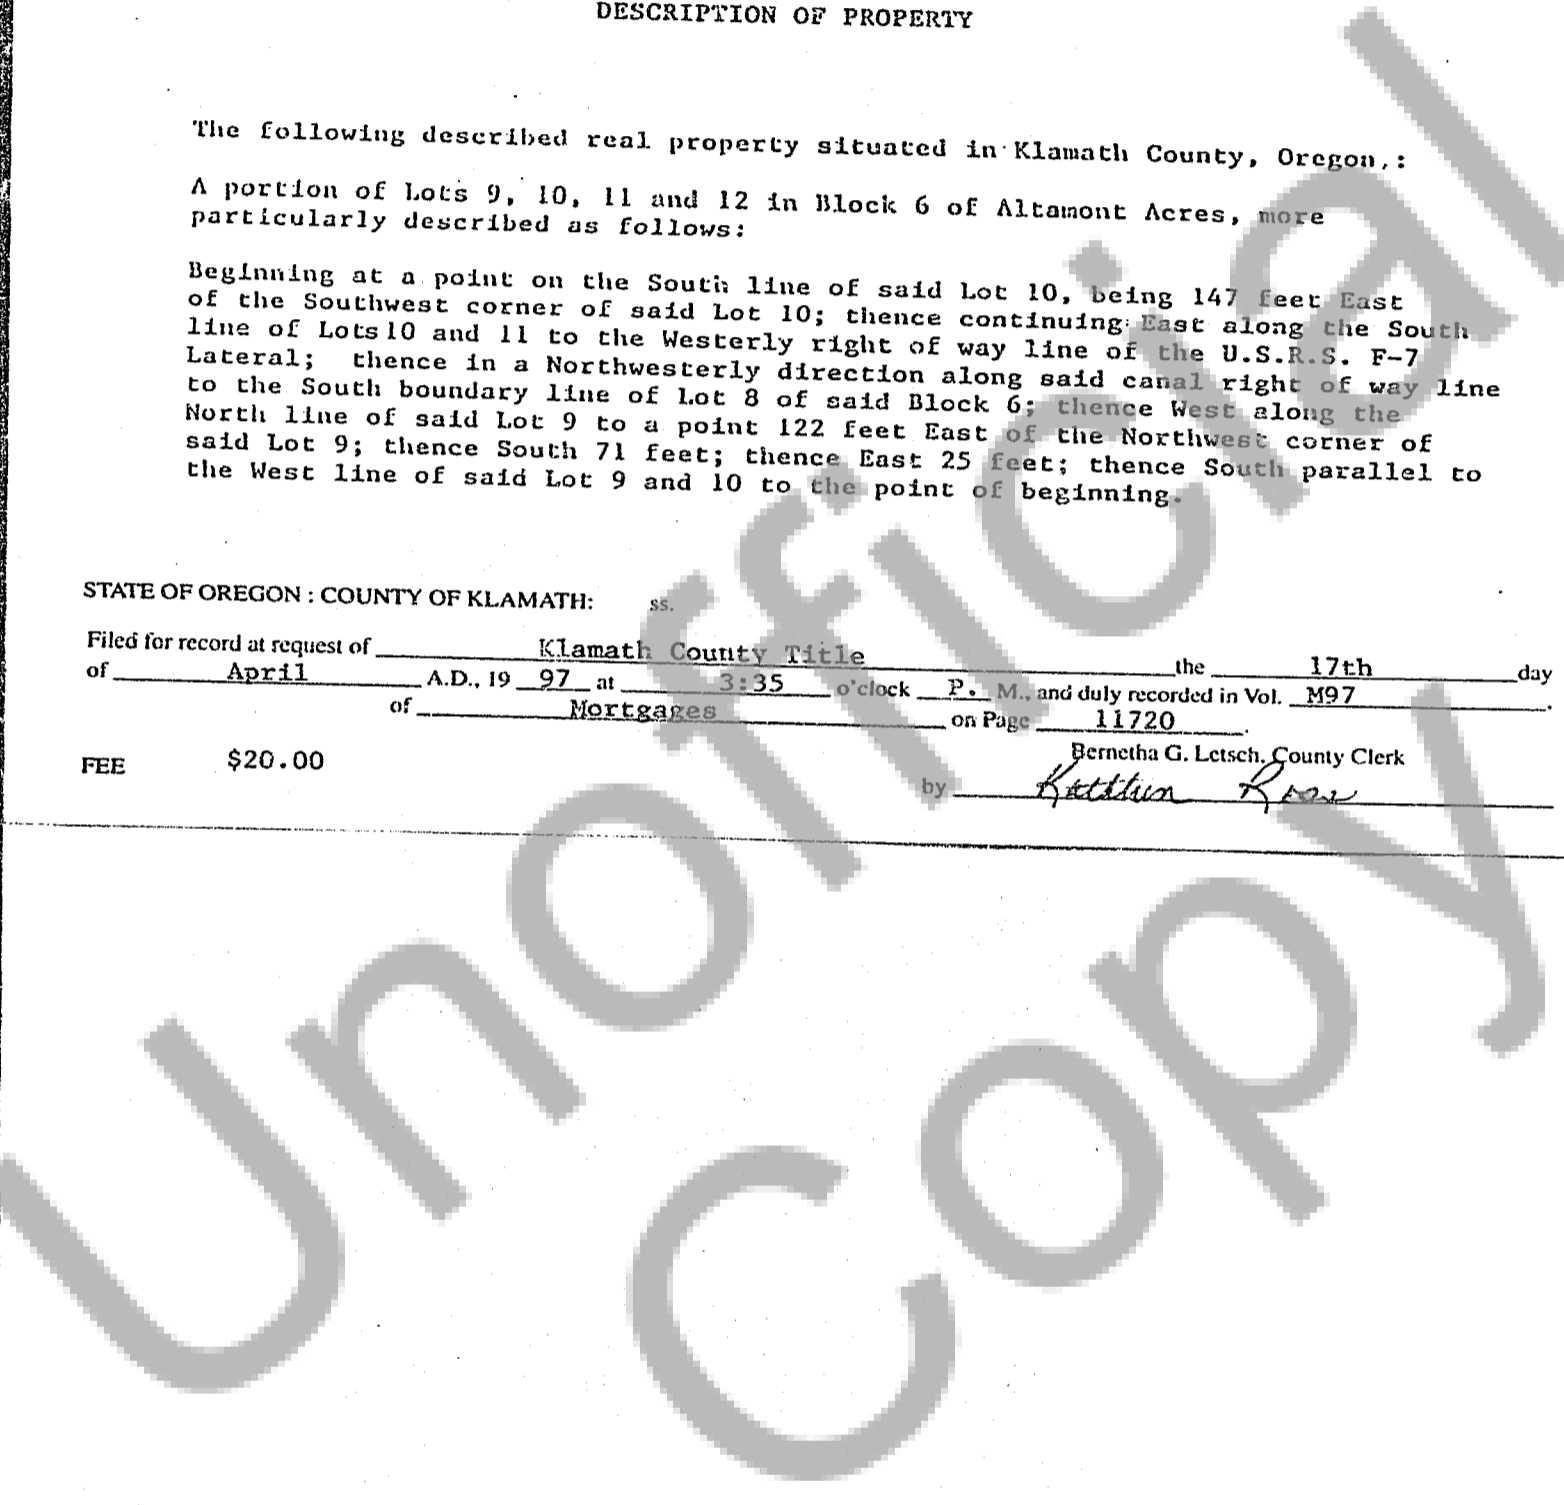 DESCRIPTION OF PROPERTY
The following described real property situated in Klamath County, Oregon,:
A portion of Lots 9, 10, 11 and 12 in Block 6 of Altamont Acres, more
particularly described as follows:
Beginning at a point on the South line of said Lot 10, being 147 feet East
of the Southwest corner of said Lot 10; thence continuing East along the South
line of Lots 10 and 11 to the Westerly right of way line of the U.S.R.S. F-7
Lateral; thence in a Northwesterly direction along said canal right of way line
to the South boundary line of Lot 8 of said Block 6; thence West along the
North line of said Lot 9 to a point 122 feet East of the Northwest corner of
said Lot 9; thence South 71 feet; thence East 25 feet; thence South parallel to
the West line of said Lot 9 and 10 to the point of beginning.
STATE OF OREGON : COUNTY OF KLAMATH: ss.
Filed for record at request of Klamath County Title the 17th day
of April A.D., 19 97 at 3:35 o'clock P. M., and duly recorded in Vol. M97
of Mortgages on Page 11720.
Bernetha G. Letsch, County Clerk
FEE $20.00
by Kathleen Ross
Unofficial
Copy